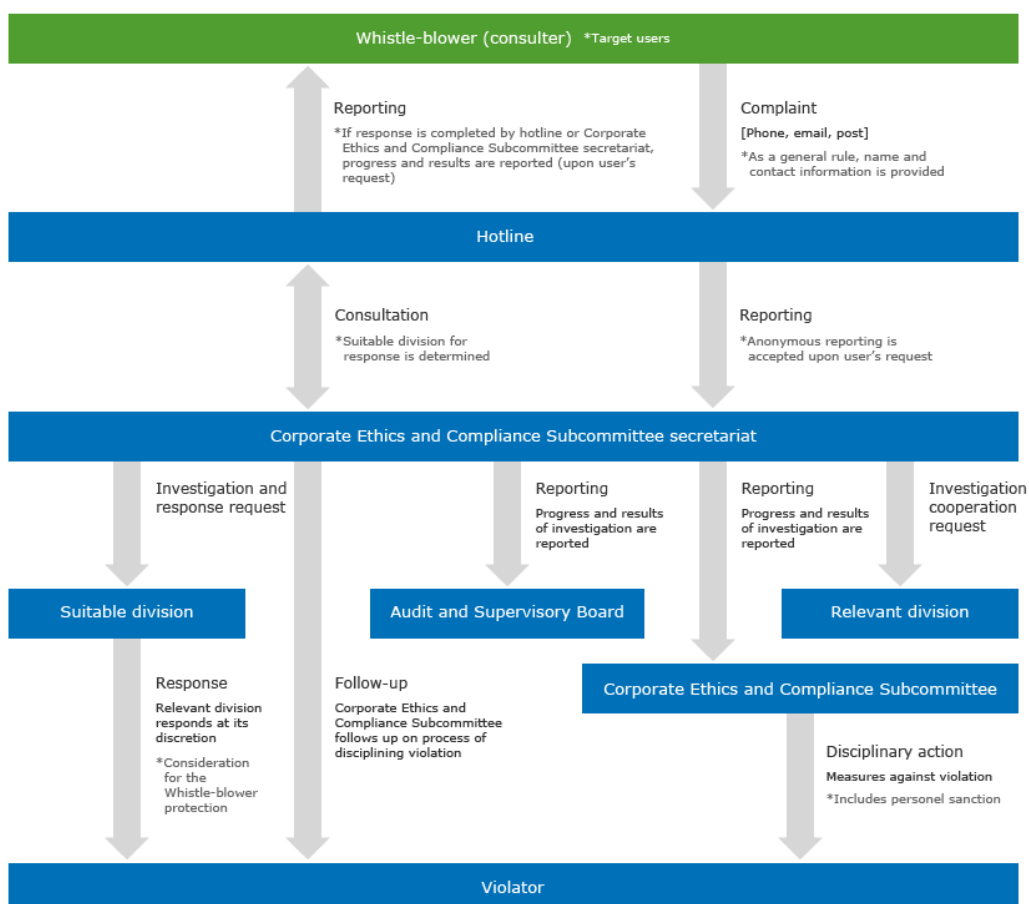 Whistle-blower (consulter) *Target users
Reporting
*If response is completed by hotline or Corporate
Ethics and Compliance Subcommittee secretariat,
progress and results are reported (upon user's
request)
Complaint
[Phone, email, post]
*As a general rule, name and
contact information is provided
Hotline
Consultation
*Suitable division for
response is determined
Reporting
*Anonymous reporting is
accepted upon user's request
Corporate Ethics and Compliance Subcommittee secretariat
Investigation and
response request
Reporting
Progress and results
of investigation are
reported
Reporting
Progress and results
of investigation are
reported
Investigation
cooperation
request
Suitable division
Audit and Supervisory Board
Relevant division
Response
Relevant division
responds at its
discretion
*Consideration
for the
Whistle-blower
protection
Follow-up
Corporate Ethics and
Compliance Subcommittee
follows up on process of
disciplining violation
Corporate Ethics and Compliance Subcommittee
Disciplinary action
Measures against violation
*Includes personel sanction
Violator